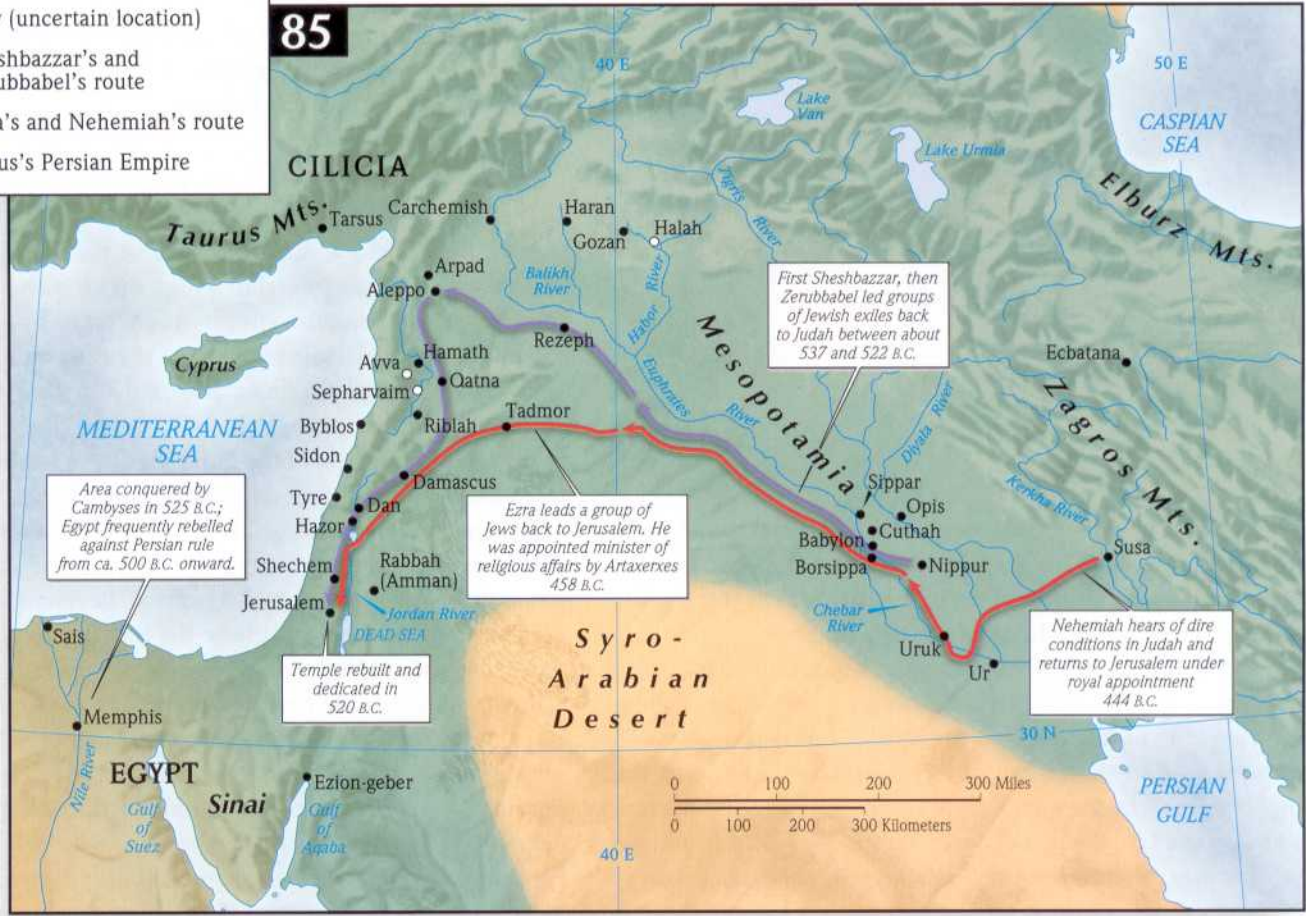 (uncertain location)
shbazzar's and
ubbabel's route
a's and Nehemiah's route
us's Persian Empire
85
40 E
50 E
Lake
Van
Lake Urmia
CASPIAN
SEA
CILICIA
Taurus Mts.
Tarsus
Carchemish
Haran
Gozan
Halah
Tigris
River
Elburz Mts.
Arpad
Aleppo
Balikh
River
Habor River
First Sheshbazzar, then
Zerubbabel led groups
of Jewish exiles back
to Judah between about
537 and 522 B.C.
Cyprus
Rezeph
Mesopotamia
Ecbatana
Avva
Hamath
Qatna
Sepharvaim
Euphrates
River
Diyala River
Zagros Mts.
MEDITERRANEAN
SEA
Byblos
Riblah
Tadmor
Sidon
Damascus
Sippar
Kerkha River
Area conquered by
Cambyses in 525 B.C.;
Egypt frequently rebelled
against Persian rule
from ca. 500 B.C. onward.
Tyre
Dan
Hazor
Ezra leads a group of
Jews back to Jerusalem. He
was appointed minister of
religious affairs by Artaxerxes
458 B.C.
Opis
Cuthah
Babylon
Borsippa
Nippur
Susa
Shechem
Rabbah
(Amman)
Jerusalem
Jordan River
DEAD SEA
Chebar
River
Sais
Syro-
Arabian
Desert
Uruk
Ur
Nehemiah hears of dire
conditions in Judah and
returns to Jerusalem under
royal appointment
444 B.C.
Temple rebuilt and
dedicated in
520 B.C.
Memphis
30 N
Nile River
EGYPT
Sinai
Ezion-geber
Gulf
of
Suez
Gulf
of
Aqaba
0 100 200 300 Miles
0 100 200 300 Kilometers
PERSIAN
GULF
40 E